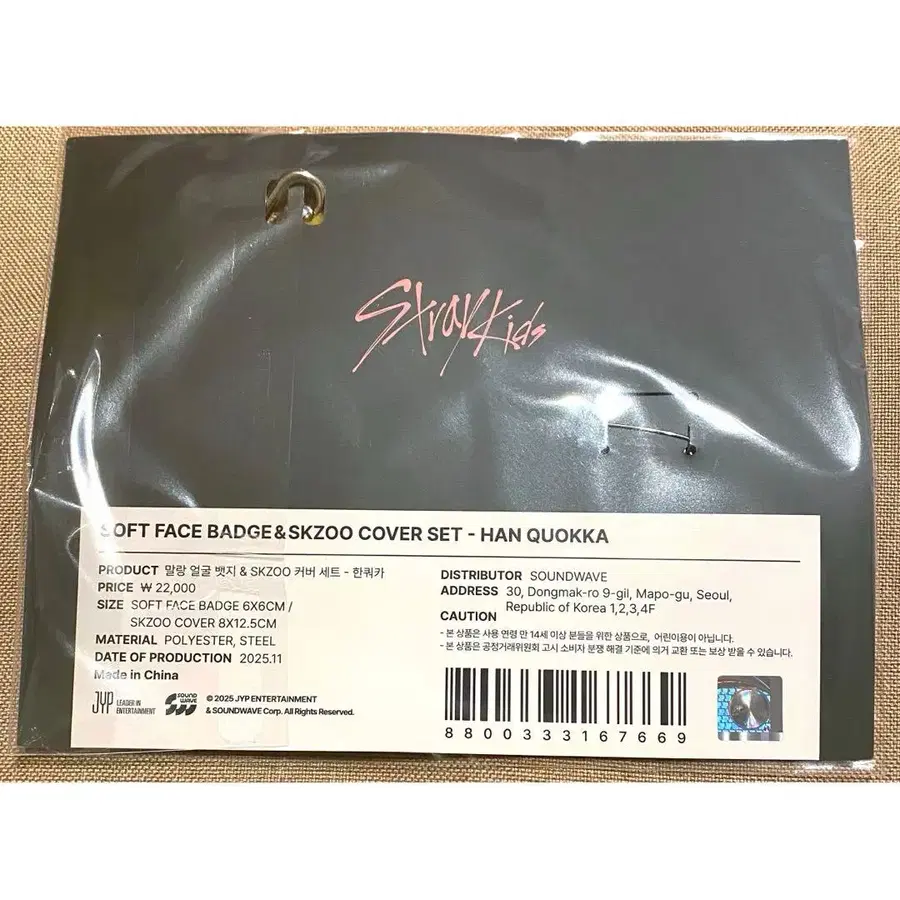 Stray Kids
SOFT FACE BADGE&SKZOO COVER SET - HAN QUOKKA
PRODUCT 말랑 얼굴 뱃지 & SKZOO 커버 세트 - 한쿼카
PRICE ₩ 22,000
SIZE SOFT FACE BADGE 6X6CM /
SKZOO COVER 8X12.5CM
MATERIAL POLYESTER, STEEL
DATE OF PRODUCTION 2025.11
Made in China
JYP LEADER IN
ENTERTAINMENT
SOUND
WAVE
© 2025 JYP ENTERTAINMENT
& SOUNDWAVE Corp. All Rights Reserved.
DISTRIBUTOR SOUNDWAVE
ADDRESS 30, Dongmak-ro 9-gil, Mapo-gu, Seoul,
Republic of Korea 1,2,3,4F
CAUTION
- 본 상품은 사용 연령 만 14세 이상 분들을 위한 상품으로, 어린이용이 아닙니다.
- 본 상품은 공정거래위원회 고시 소비자 분쟁 해결 기준에 의거 교환 또는 보상 받을 수 있습니다.
8800333167669